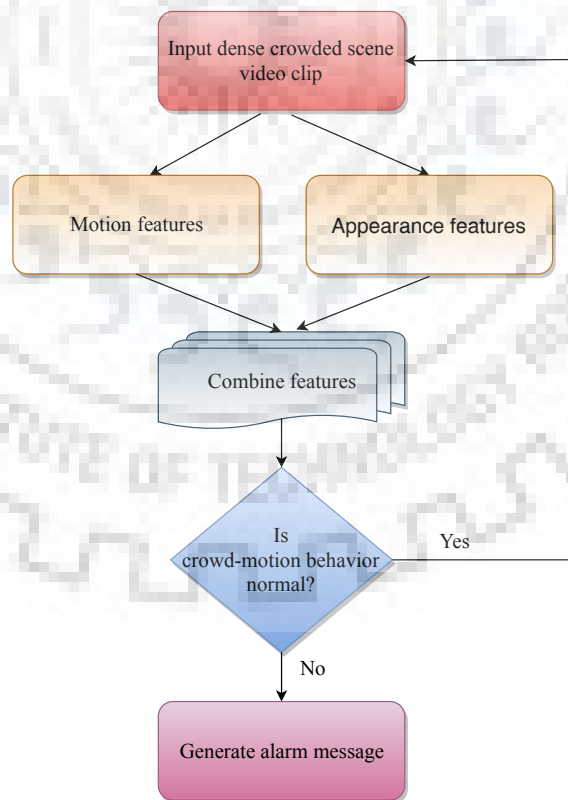 Input dense crowded scene
video clip
Motion features
Appearance features
Combine features
Is
crowd-motion behavior
normal?
Yes
No
Generate alarm message